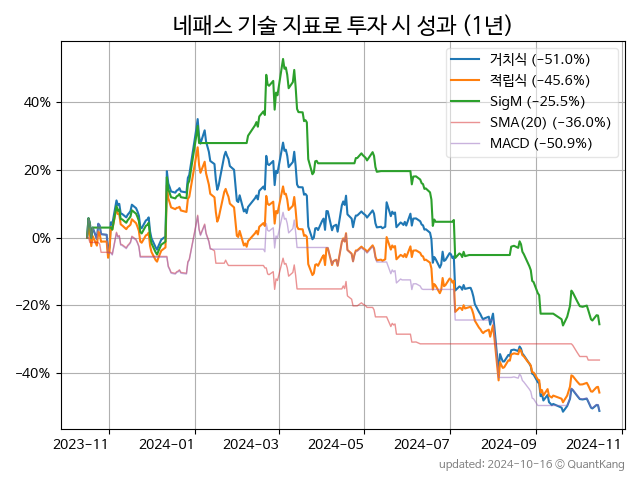 네패스 기술 지표로 투자 시 성과 (1년)
거치식 (−51.0%)
적립식 (−45.6%)
SigM (−25.5%)
SMA(20) (−36.0%)
MACD (−50.9%)
40%
20%
0%
−20%
−40%
2023-11 2024-01 2024-03 2024-05 2024-07 2024-09 2024-11
updated: 2024-10-16 © QuantKang